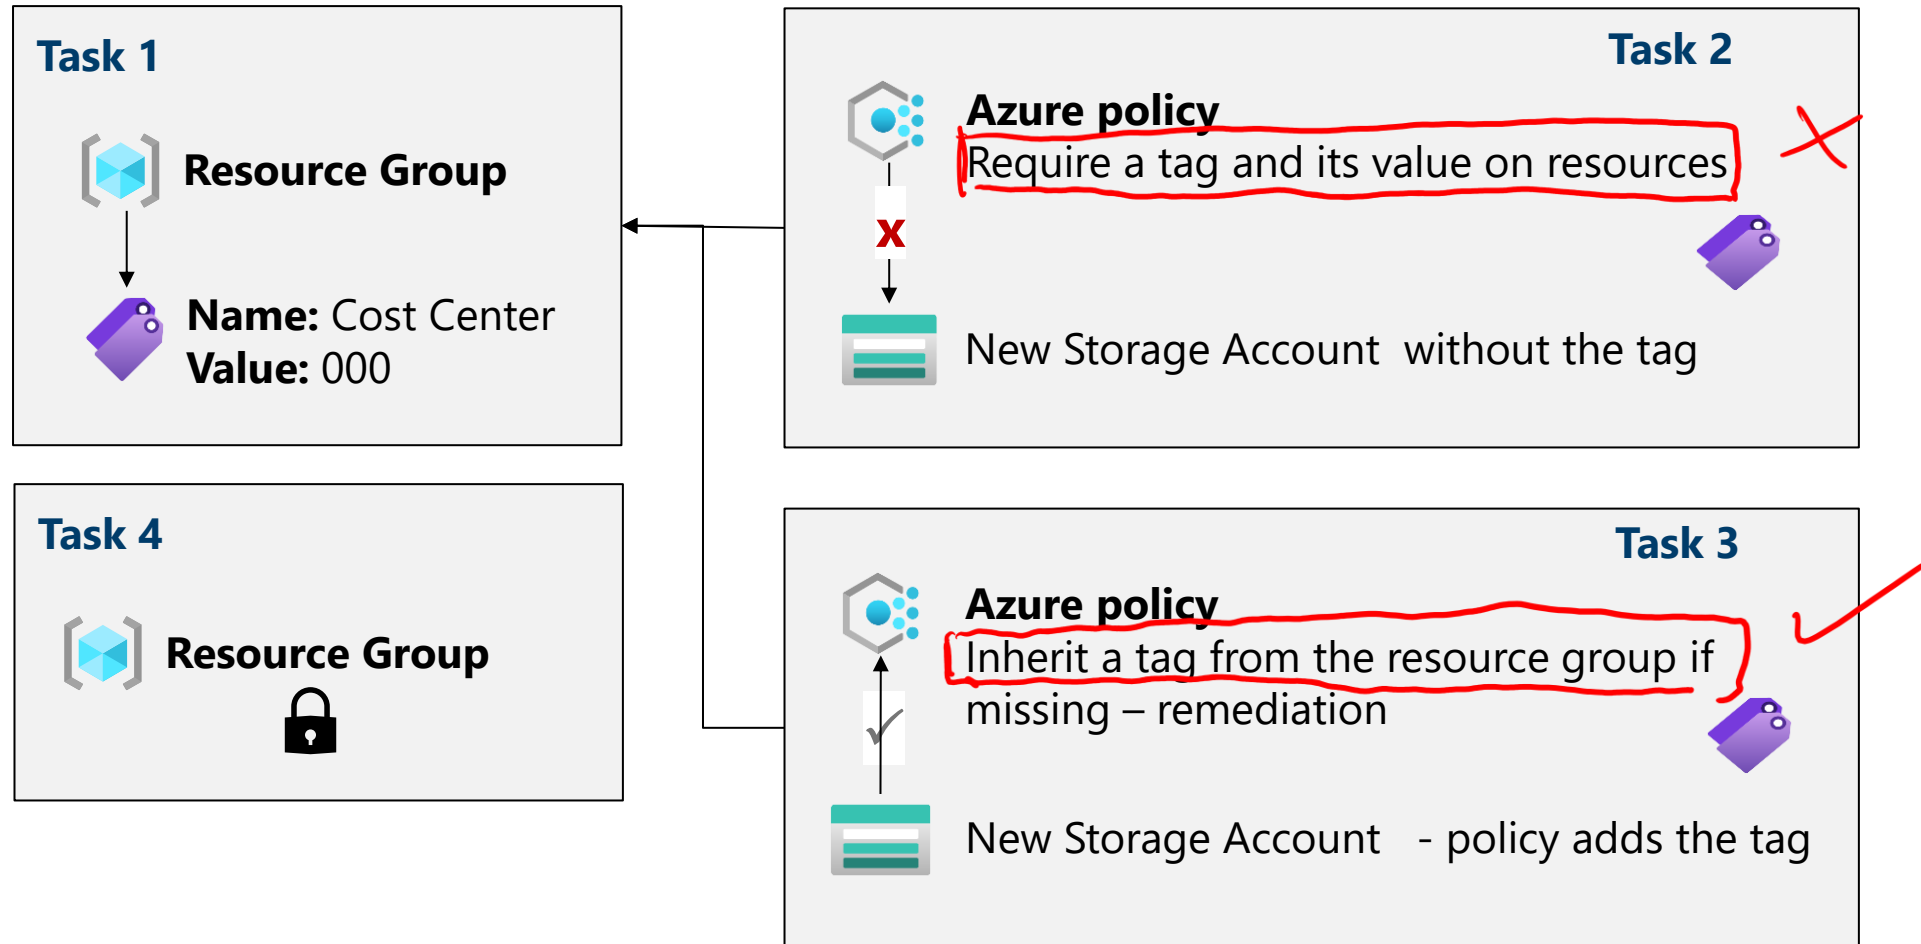 Task 1
Resource Group
Name: Cost Center
Value: 000
Task 2
Azure policy
Require a tag and its value on resources
x
New Storage Account without the tag
Task 4
Resource Group
Task 3
Azure policy
Inherit a tag from the resource group if
missing – remediation
New Storage Account - policy adds the tag